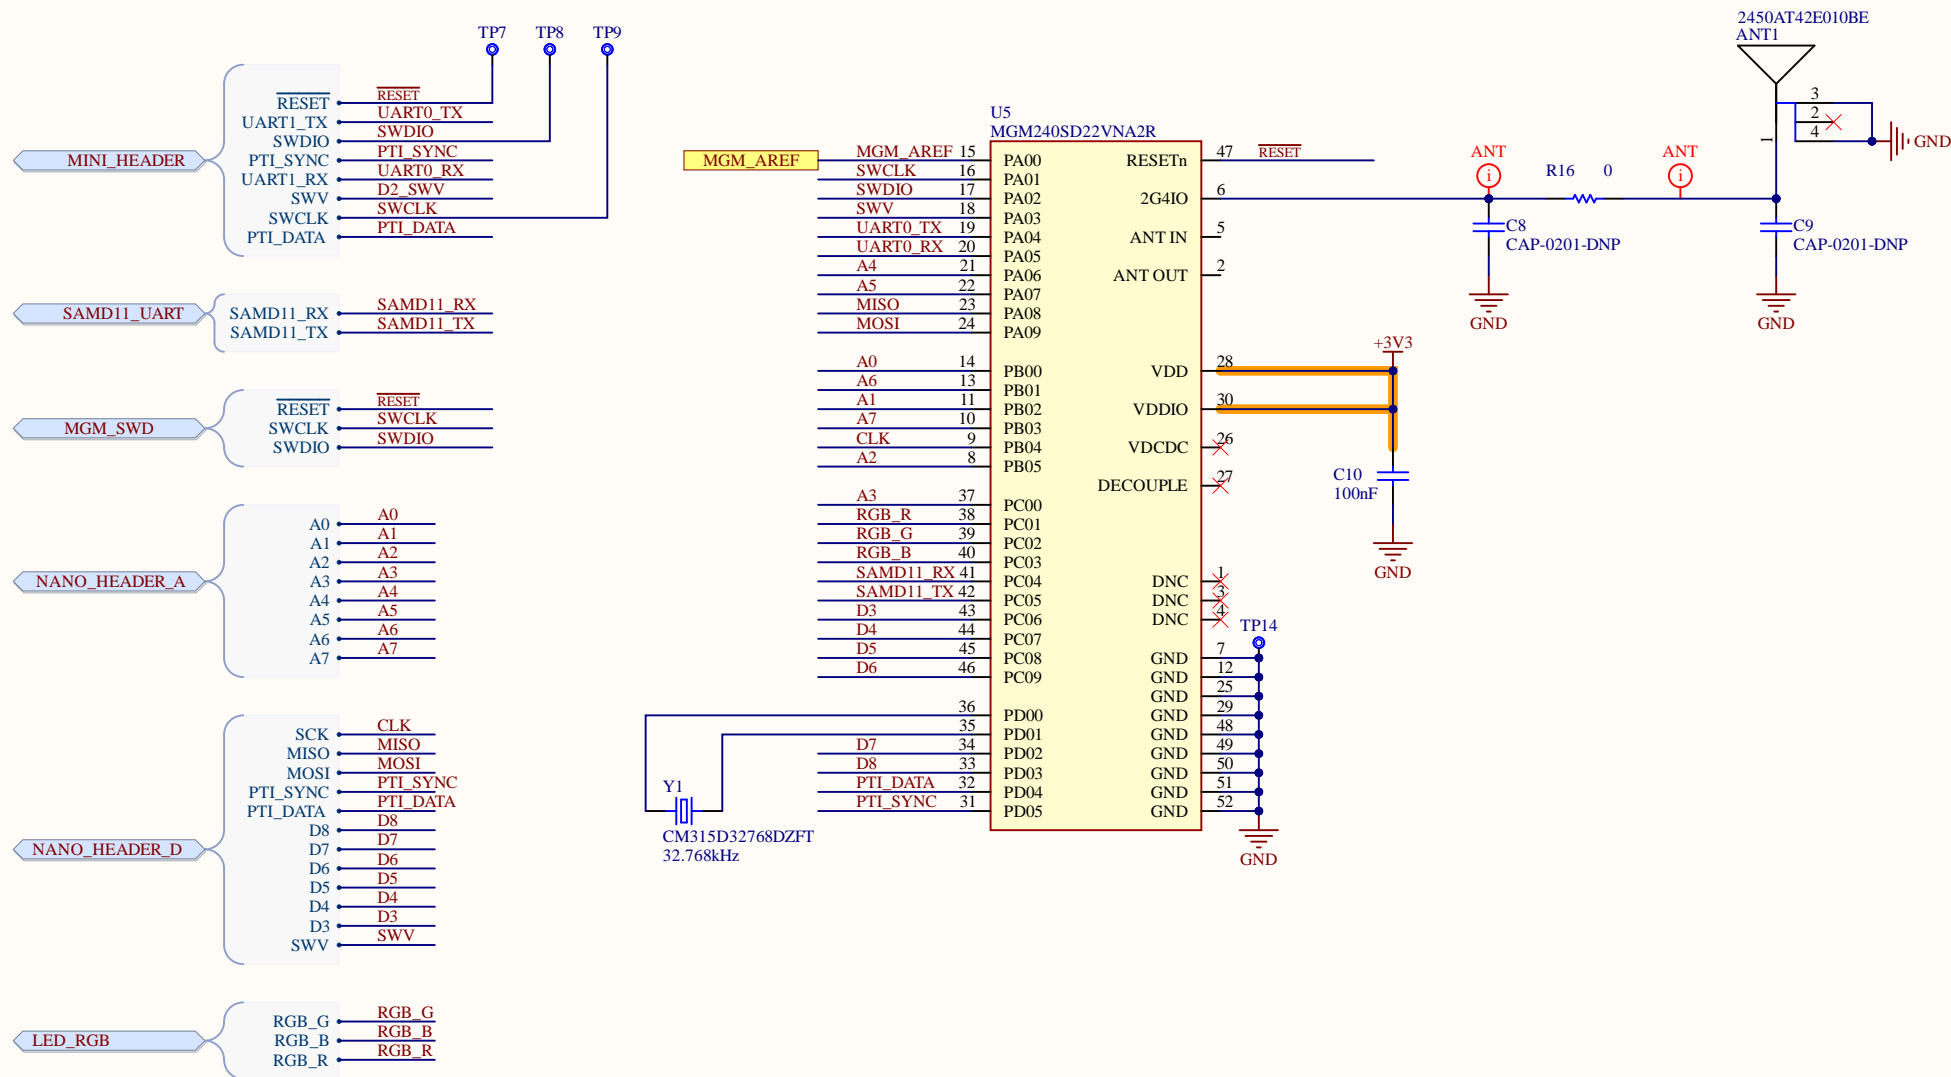 TP7
TP8
TP9
MINI_HEADER
RESET
RESET
UART1_TX
UART0_TX
SWDIO
SWDIO
PTI_SYNC
PTI_SYNC
UART1_RX
UART0_RX
SWV
D2_SWV
SWCLK
SWCLK
PTI_DATA
PTI_DATA
SAMD11_UART
SAMD11_RX
SAMD11_RX
SAMD11_TX
SAMD11_TX
MGM_SWD
RESET
RESET
SWCLK
SWCLK
SWDIO
SWDIO
NANO_HEADER_A
A0
A0
A1
A1
A2
A2
A3
A3
A4
A4
A5
A5
A6
A6
A7
A7
NANO_HEADER_D
SCK
CLK
MISO
MISO
MOSI
MOSI
PTI_SYNC
PTI_SYNC
PTI_DATA
PTI_DATA
D8
D8
D7
D7
D6
D6
D5
D5
D4
D4
D3
D3
SWV
SWV
LED_RGB
RGB_G
RGB_G
RGB_B
RGB_B
RGB_R
RGB_R
U5
MGM240SD22VNA2R
MGM_AREF
MGM_AREF 15 PA00
SWCLK 16 PA01
SWDIO 17 PA02
SWV 18 PA03
UART0_TX 19 PA04
UART0_RX 20 PA05
A4 21 PA06
A5 22 PA07
MISO 23 PA08
MOSI 24 PA09
A0 14 PB00
A6 13 PB01
A1 11 PB02
A7 10 PB03
CLK 9 PB04
A2 8 PB05
A3 37 PC00
RGB_R 38 PC01
RGB_G 39 PC02
RGB_B 40 PC03
SAMD11_RX 41 PC04
SAMD11_TX 42 PC05
D3 43 PC06
D4 44 PC07
D5 45 PC08
D6 46 PC09
36 PD00
35 PD01
D7 34 PD02
D8 33 PD03
PTI_DATA 32 PD04
PTI_SYNC 31 PD05
Y1
CM315D32768DZFT
32.768kHz
RESETn 47 RESET
2G4IO 6
ANT IN 5
ANT OUT 2
VDD 28
VDDIO 30
VDCDC 26
DECOUPLE 27
DNC 1
DNC 3
DNC 4
TP14
GND 7
GND 12
GND 25
GND 29
GND 48
GND 49
GND 50
GND 51
GND 52
GND
+3V3
C10
100nF
GND
ANT
i
R16 0
ANT
i
C8
CAP-0201-DNP
GND
C9
CAP-0201-DNP
GND
2450AT42E010BE
ANT1
3
2
4
1
GND